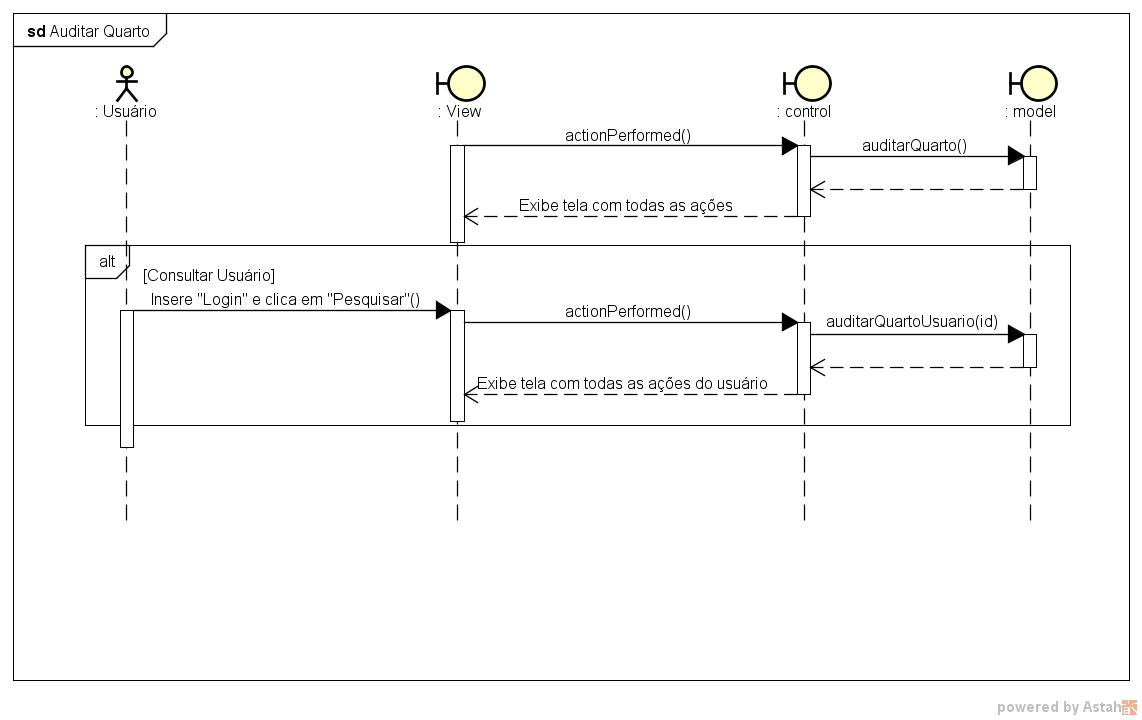 sd Auditar Quarto
: Usuário
: View
: control
: model
actionPerformed()
auditarQuarto()
Exibe tela com todas as ações
alt
[Consultar Usuário]
Insere "Login" e clica em "Pesquisar"()
actionPerformed()
auditarQuartoUsuario(id)
Exibe tela com todas as ações do usuário
powered by Astah